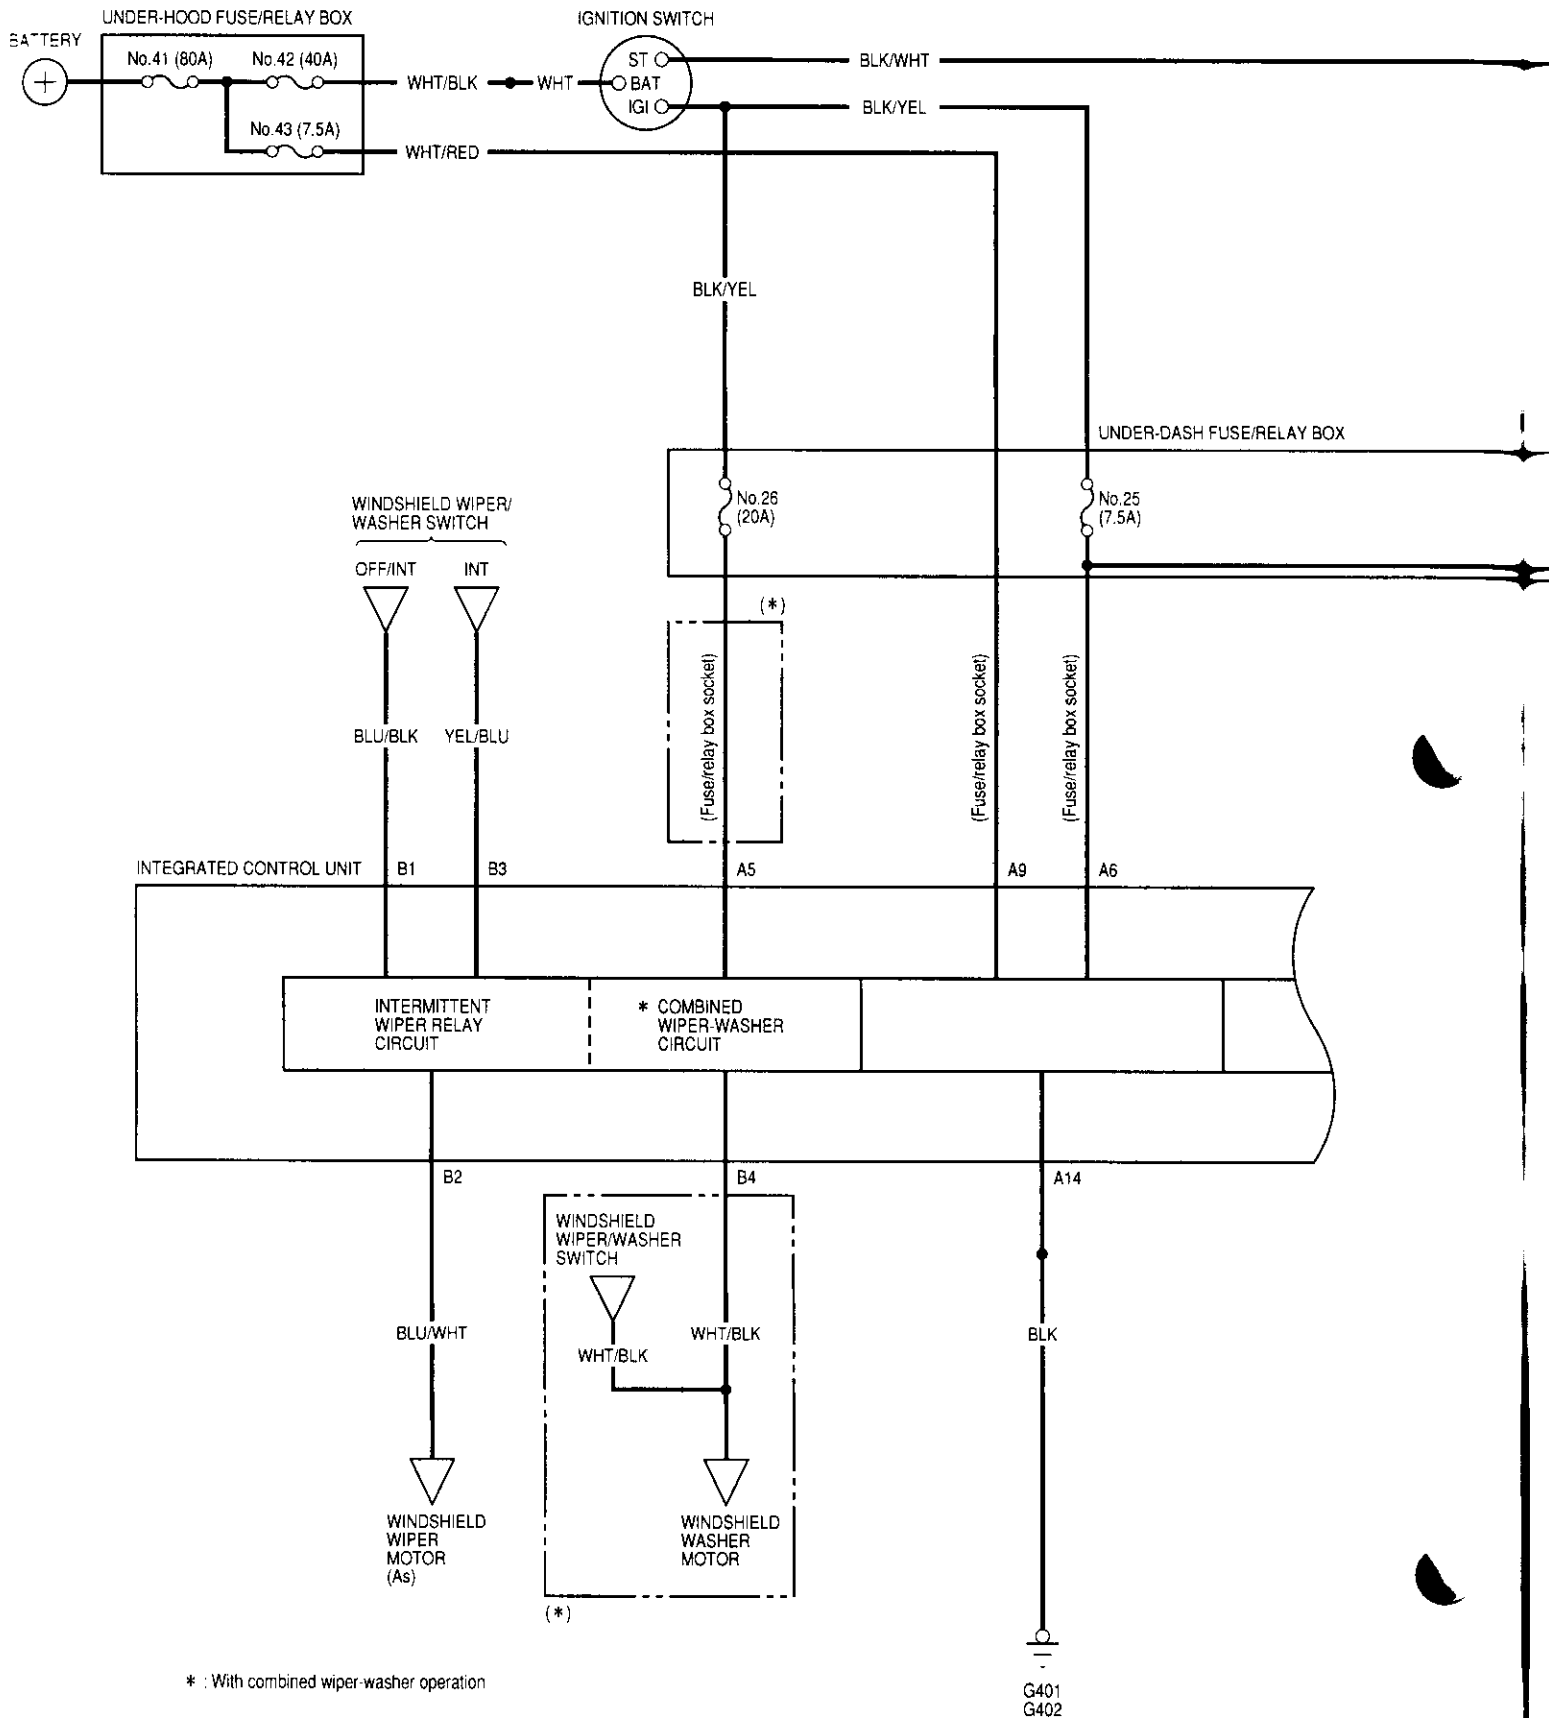 UNDER-HOOD FUSE/RELAY BOX
IGNITION SWITCH
BATTERY
No.41 (80A)
No.42 (40A)
ST
BLK/WHT
+
WHT/BLK
WHT
BAT
IGI
BLK/YEL
No.43 (7.5A)
WHT/RED
BLK/YEL
UNDER-DASH FUSE/RELAY BOX
No.26
(20A)
No.25
(7.5A)
WINDSHIELD WIPER/
WASHER SWITCH
OFF/INT
INT
(*)
(Fuse/relay box socket)
(Fuse/relay box socket)
(Fuse/relay box socket)
BLU/BLK
YEL/BLU
INTEGRATED CONTROL UNIT
B1
B3
A5
A9
A6
INTERMITTENT
WIPER RELAY
CIRCUIT
* COMBINED
WIPER-WASHER
CIRCUIT
B2
B4
A14
WINDSHIELD
WIPER/WASHER
SWITCH
BLU/WHT
WHT/BLK
WHT/BLK
BLK
WINDSHIELD
WIPER
MOTOR
(As)
WINDSHIELD
WASHER
MOTOR
(*)
* : With combined wiper-washer operation
G401
G402